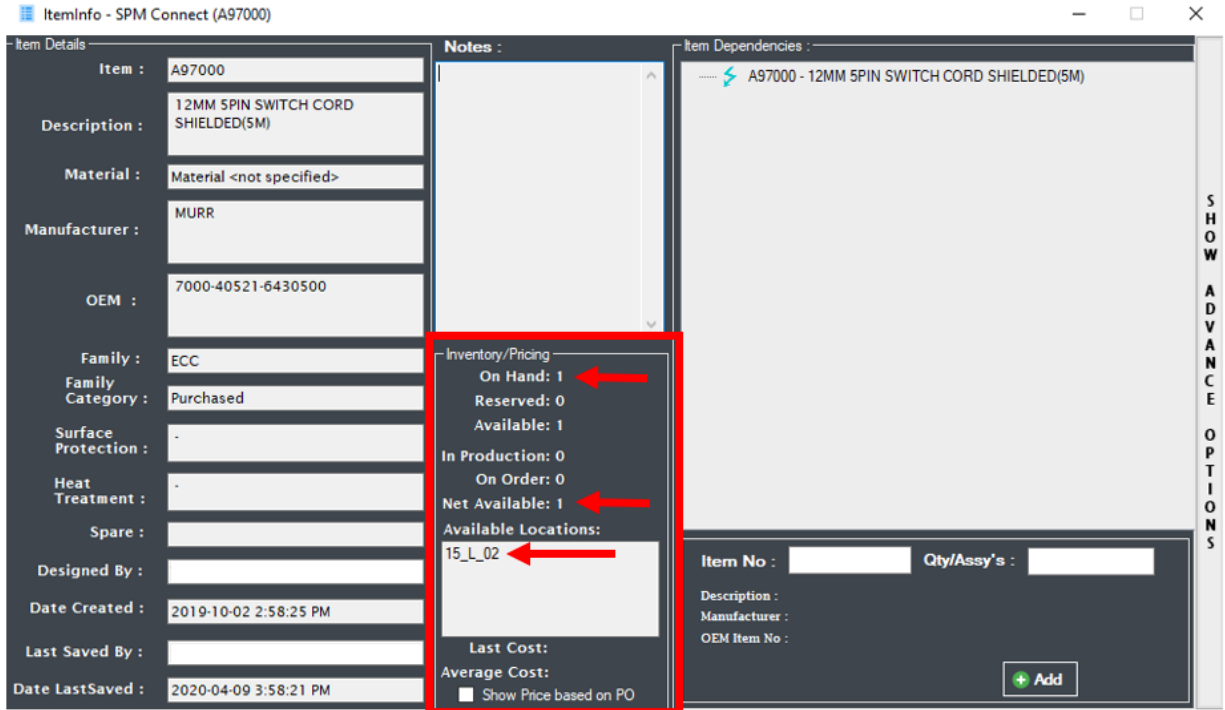 ItemInfo - SPM Connect (A97000)
Item Details
Item : A97000
Description : 12MM 5PIN SWITCH CORD
SHIELDED(5M)
Material : Material <not specified>
Manufacturer : MURR
OEM : 7000-40521-6430500
Family : ECC
Family
Category : Purchased
Surface
Protection : -
Heat
Treatment : -
Spare :
Designed By :
Date Created : 2019-10-02 2:58:25 PM
Last Saved By :
Date LastSaved : 2020-04-09 3:58:21 PM
Notes :
Inventory/Pricing
On Hand: 1
Reserved: 0
Available: 1
In Production: 0
On Order: 0
Net Available: 1
Available Locations:
15_L_02
Last Cost:
Average Cost:
Show Price based on PO
Item Dependencies :
A97000 - 12MM 5PIN SWITCH CORD SHIELDED(5M)
Item No :
Qty/Assy's :
Description :
Manufacturer :
OEM Item No :
Add
SHOW ADVANCE OPTIONS